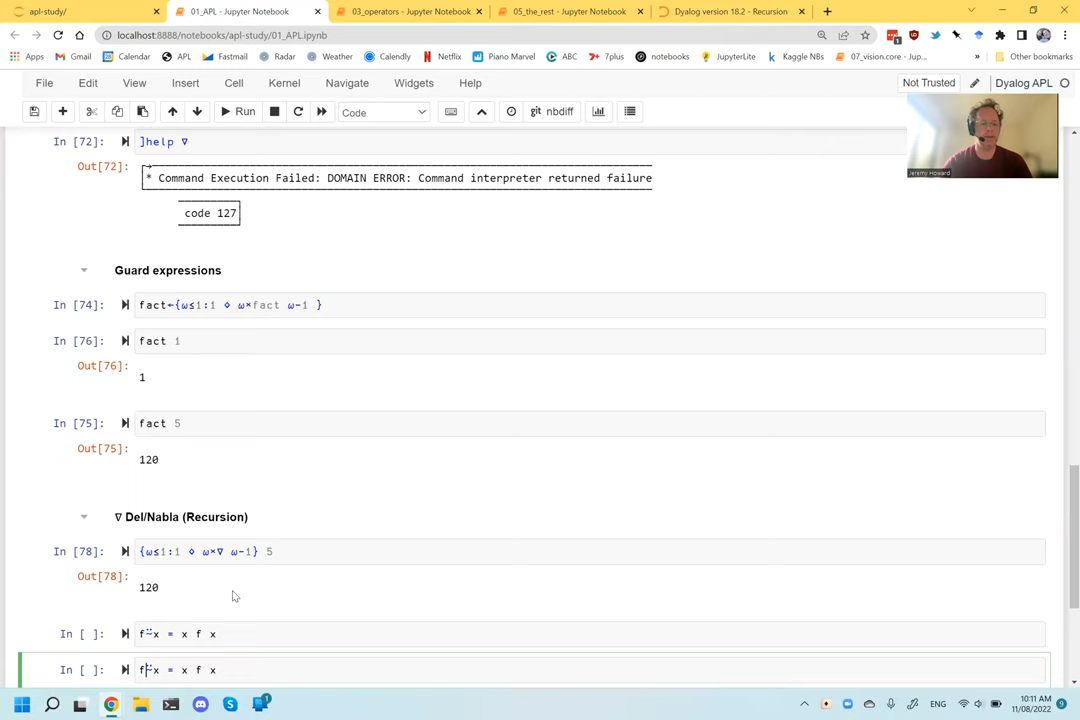 apl-study/
01_APL - Jupyter Notebook
03_operators - Jupyter Notebook
05_the_rest - Jupyter Notebook
Dyalog version 18.2 - Recursion
localhost:8888/notebooks/apl-study/01_APL.ipynb
Apps Gmail Calendar APL Fastmail Radar Weather Calendly Netflix Piano Marvel ABC 7plus notebooks JupyterLite Kaggle NBs 07_vision.core - Jup... » Other bookmarks
File Edit View Insert Cell Kernel Navigate Widgets Help Not Trusted Dyalog APL
Run Code nbdiff
Jeremy Howard
In [72]: ]help ∇
Out[72]:
* Command Execution Failed: DOMAIN ERROR: Command interpreter returned failure
code 127
Guard expressions
In [74]: fact←{⍵≤1:1 ⋄ ⍵×fact ⍵-1 }
In [76]: fact 1
Out[76]:
1
In [75]: fact 5
Out[75]:
120
∇ Del/Nabla (Recursion)
In [78]: {⍵≤1:1 ⋄ ⍵×∇ ⍵-1} 5
Out[78]:
120
In [ ]: f⍨x = x f x
In [ ]: f⍨x = x f x
ENG
10:11 AM
11/08/2022